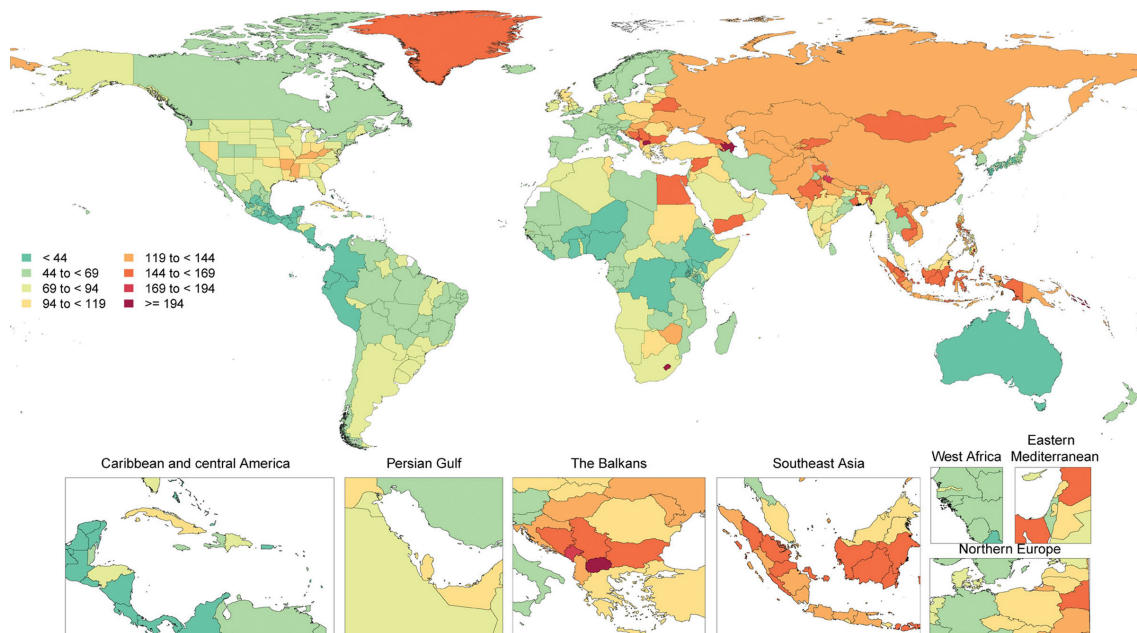 < 44
44 to < 69
69 to < 94
94 to < 119
119 to < 144
144 to < 169
169 to < 194
>= 194
Caribbean and central America
Persian Gulf
The Balkans
Southeast Asia
West Africa
Eastern
Mediterranean
Northern Europe